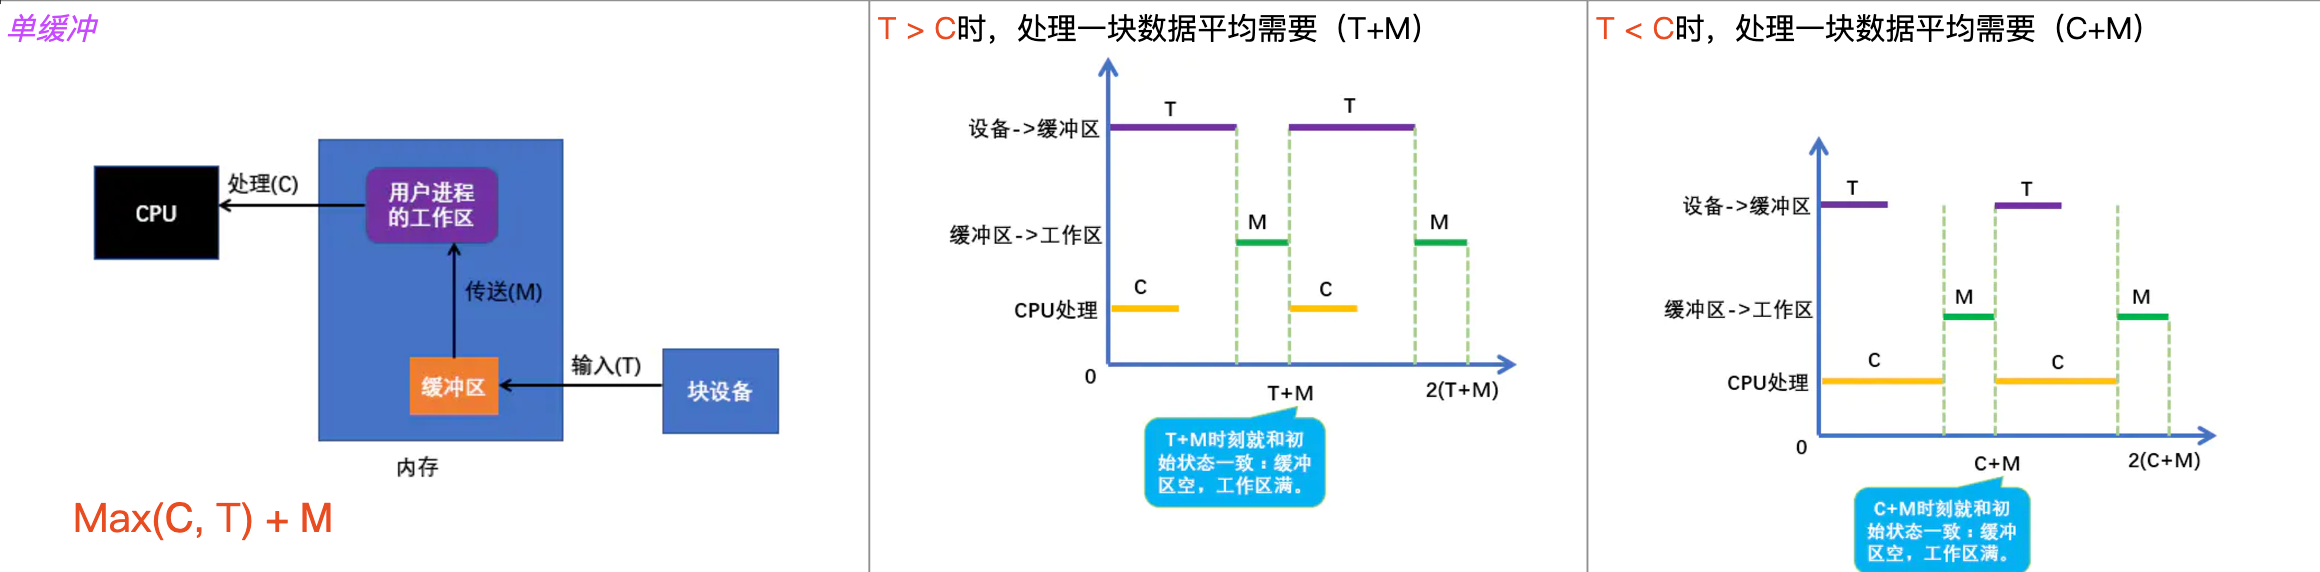 单缓冲
CPU
处理(C)
用户进程
的工作区
传送(M)
缓冲区
输入(T)
块设备
内存
Max(C, T) + M
T > C时，处理一块数据平均需要（T+M）
T
T
设备->缓冲区
M
M
缓冲区->工作区
C
C
CPU处理
0
T+M
2(T+M)
T+M时刻就和初
始状态一致：缓冲
区空，工作区满。
T < C时，处理一块数据平均需要（C+M）
T
T
设备->缓冲区
M
M
缓冲区->工作区
C
C
CPU处理
0
C+M
2(C+M)
C+M时刻就和初
始状态一致：缓冲
区空，工作区满。